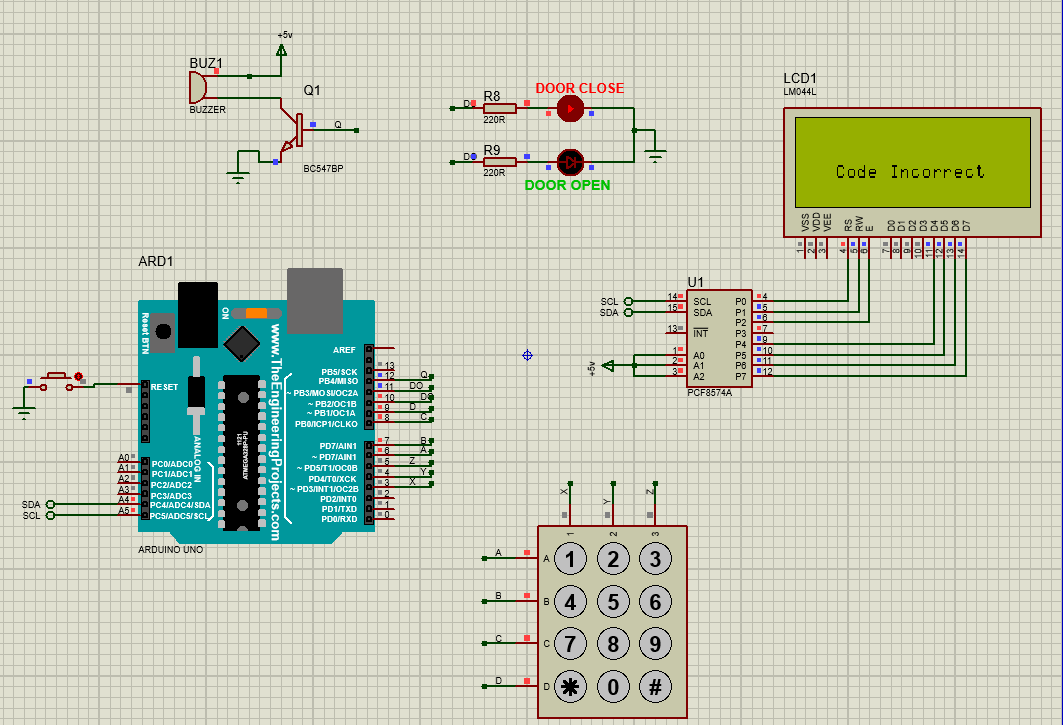 +5v
BUZ1
BUZZER
Q1
Q
BC547BP
R8
220R
DOOR CLOSE
R9
220R
DOOR OPEN
LCD1
LM044L
Code Incorrect
VSS VDD VEE RS RW E D0 D1 D2 D3 D4 D5 D6 D7
1 2 3 4 5 6 7 8 9 10 11 12 13 14
U1
SCL 14 SCL P0 4
SDA 15 SDA P1 5
P2 6
13 INT P3 7
P4 9
+5v 1 A0 P5 10
2 A1 P6 11
3 A2 P7 12
PCF8574A
ARD1
ON
Reset BTN
www.TheEngineeringProjects.com
ANALOG IN
1121
ATMEGA328P-PU
AREF
PB5/SCK 13
PB4/MISO 12 Q
~ PB3/MOSI/OC2A 11 DO
~ PB2/OC1B 10
~ PB1/OC1A 9 D
PB0/ICP1/CLKO 8 C
PD7/AIN1 7 B
~ PD7/AIN1 6 A
~ PD5/T1/OC0B 5 Z
PD4/T0/XCK 4 Y
~ PD3/INT1/OC2B 3 X
PD2/INT0 2
PD1/TXD 1
PD0/RXD 0
RESET
A0 PC0/ADC0
A1 PC1/ADC1
A2 PC2/ADC2
A3 PC3/ADC3
SDA A4 PC4/ADC4/SDA
SCL A5 PC5/ADC5/SCL
ARDUINO UNO
X Y Z
1 2 3
A A 1 2 3
B B 4 5 6
C C 7 8 9
D D * 0 #